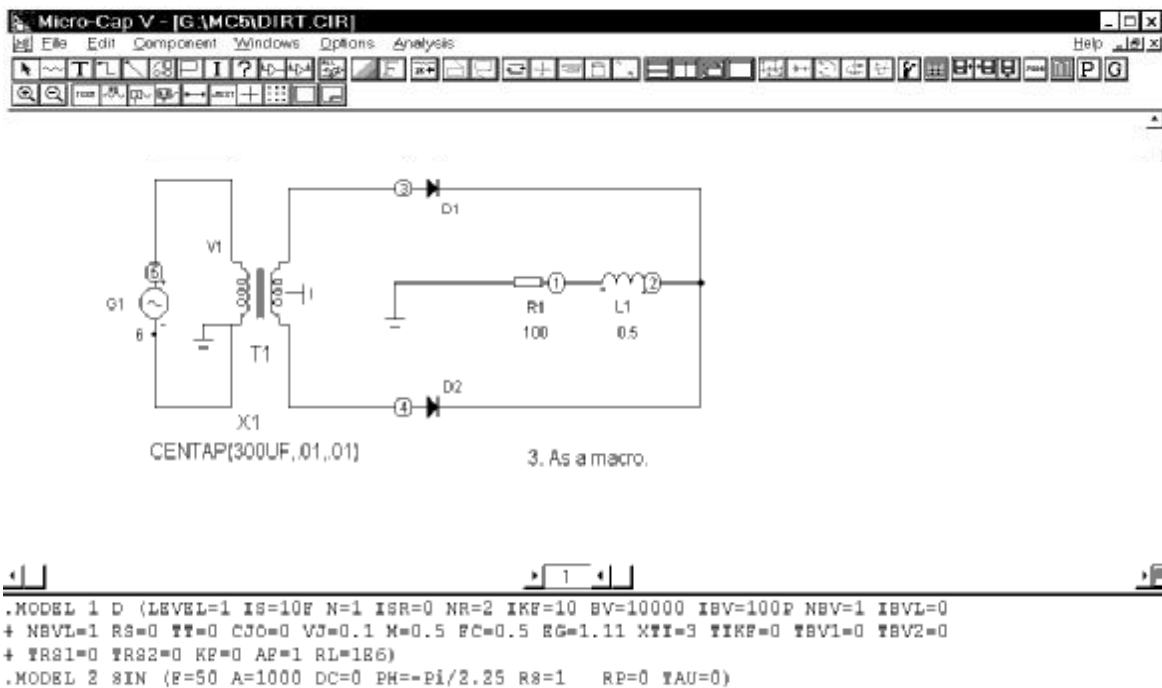 Micro-Cap V - [G:\MC5\DIRT.CIR]
File Edit Component Windows Options Analysis Help
T I ? F P G
3
D1
V1
5
G1
6
T1
1
2
R1
L1
100
0.5
D2
4
X1
CENTAP(300UF,.01,.01)
3. As a macro.
1
.MODEL 1 D (LEVEL=1 IS=10F N=1 ISR=0 NR=2 IKF=10 BV=10000 IBV=100P NBV=1 IBVL=0
+ NBVL=1 RS=0 TT=0 CJO=0 VJ=0.1 M=0.5 FC=0.5 EG=1.11 XTI=3 TIKF=0 TBV1=0 TBV2=0
+ TRS1=0 TRS2=0 KF=0 AF=1 RL=1E6)
.MODEL 2 SIN (F=50 A=1000 DC=0 PH=-Pi/2.25 RS=1 RP=0 TAU=0)